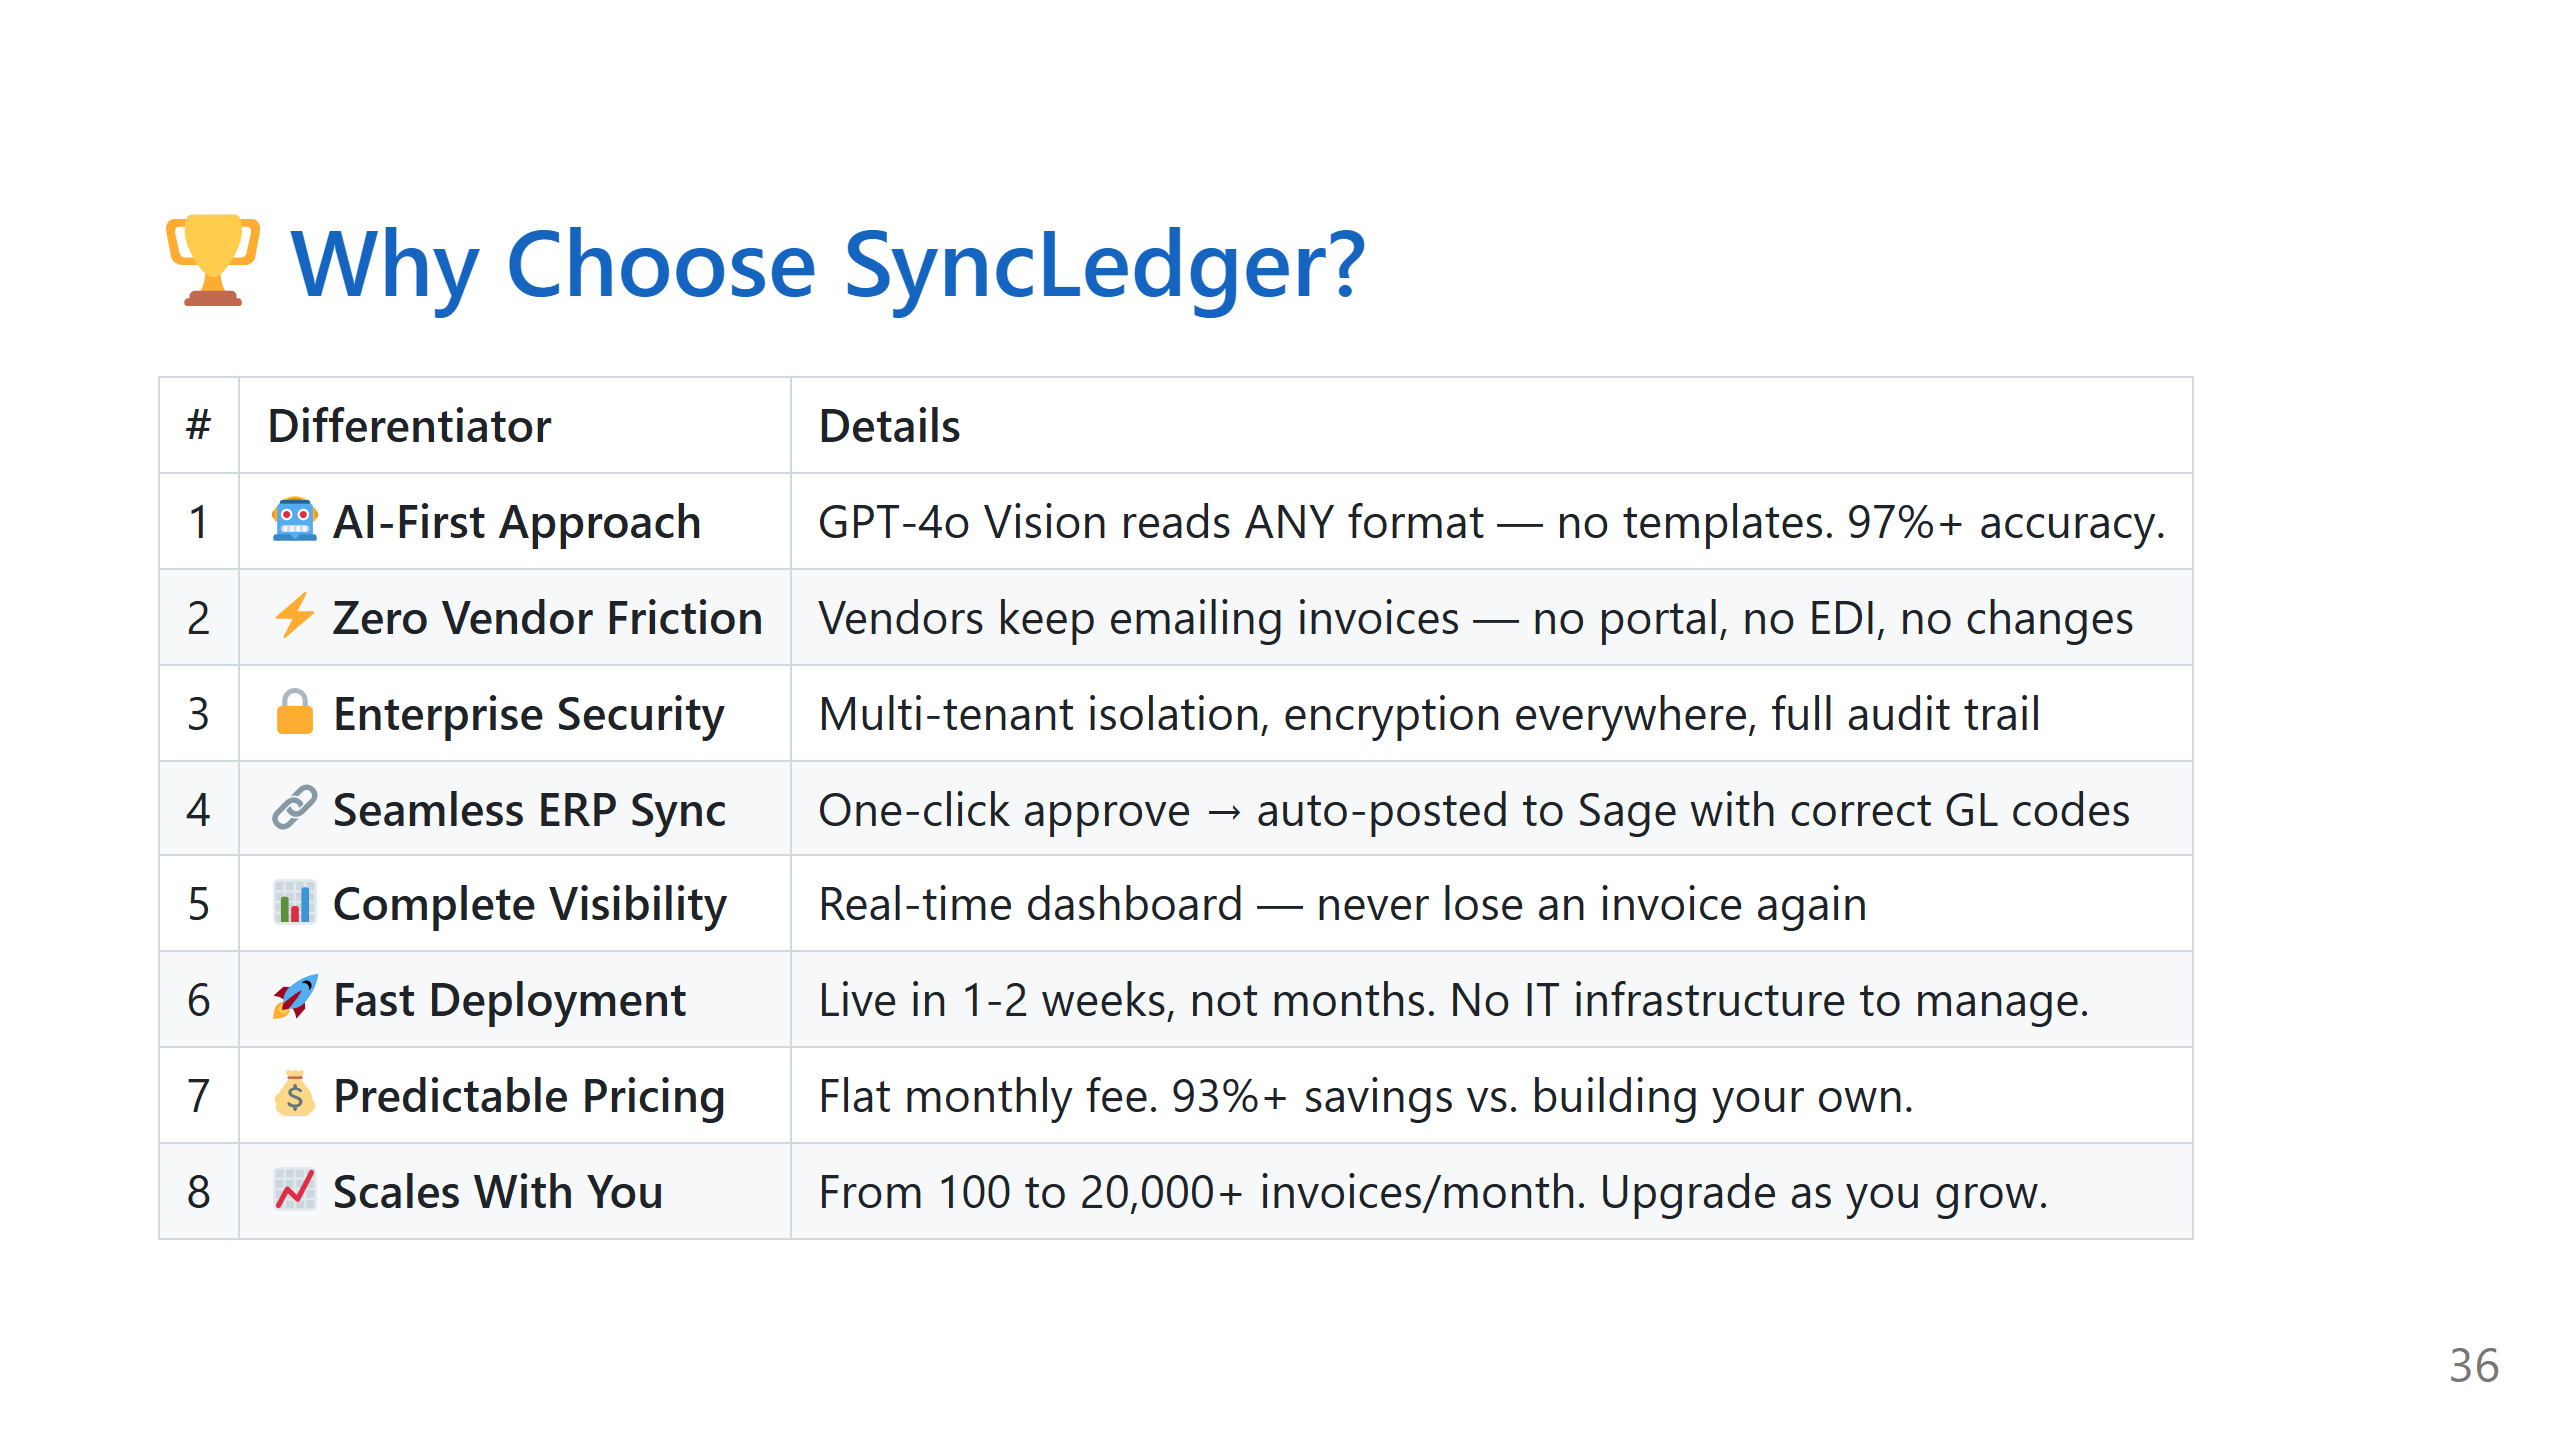 🏆 Why Choose SyncLedger?
# Differentiator Details
1 🤖 AI-First Approach GPT-4o Vision reads ANY format — no templates. 97%+ accuracy.
2 ⚡ Zero Vendor Friction Vendors keep emailing invoices — no portal, no EDI, no changes
3 🔒 Enterprise Security Multi-tenant isolation, encryption everywhere, full audit trail
4 🔗 Seamless ERP Sync One-click approve → auto-posted to Sage with correct GL codes
5 📊 Complete Visibility Real-time dashboard — never lose an invoice again
6 🚀 Fast Deployment Live in 1-2 weeks, not months. No IT infrastructure to manage.
7 💰 Predictable Pricing Flat monthly fee. 93%+ savings vs. building your own.
8 📈 Scales With You From 100 to 20,000+ invoices/month. Upgrade as you grow.
36